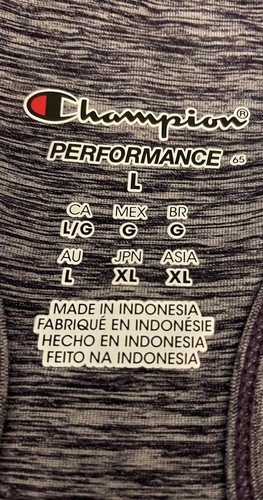 Champion®
PERFORMANCE 65
L
CA MEX BR
L/G G G
AU JPN ASIA
L XL XL
MADE IN INDONESIA
FABRIQUÉ EN INDONÉSIE
HECHO EN INDONESIA
FEITO NA INDONESIA